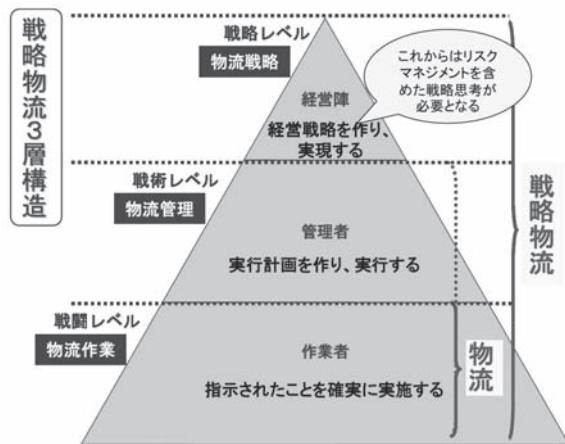 戦略物流3層構造
戦略レベル
物流戦略
経営陣
経営戦略を作り、
実現する
これからはリスク
マネジメントを含
めた戦略思考が
必要となる
戦術レベル
物流管理
管理者
実行計画を作り、実行する
戦闘レベル
物流作業
作業者
指示されたことを確実に実施する
物流
戦略物流